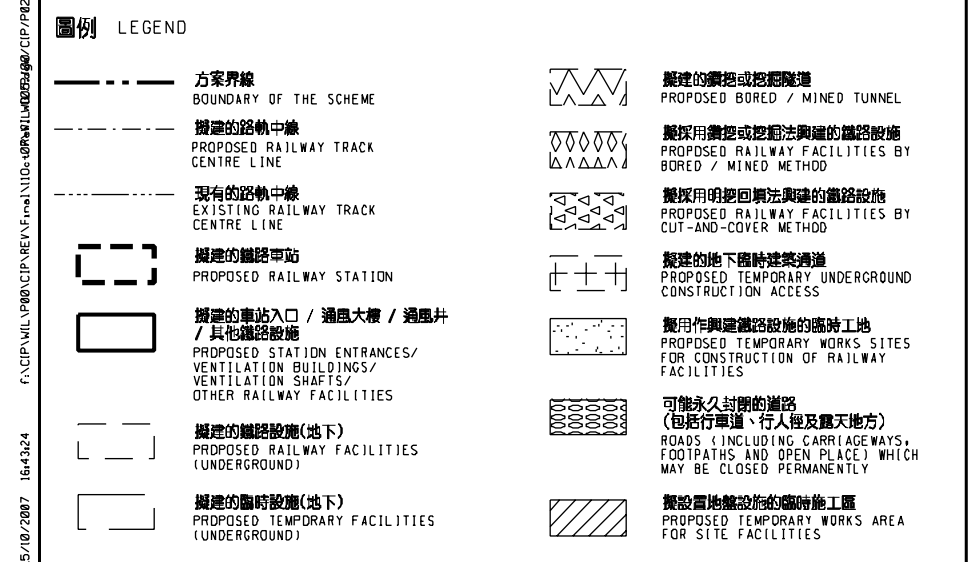 圖例 LEGEND
方案界線
BOUNDARY OF THE SCHEME
擬建的路軌中線
PROPOSED RAILWAY TRACK
CENTRE LINE
現有的路軌中線
EXISTING RAILWAY TRACK
CENTRE LINE
擬建的鐵路車站
PROPOSED RAILWAY STATION
擬建的車站入口 / 通風大樓 / 通風井
/ 其他鐵路設施
PROPOSED STATION ENTRANCES/
VENTILATION BUILDINGS/
VENTILATION SHAFTS/
OTHER RAILWAY FACILITIES
擬建的鐵路設施(地下)
PROPOSED RAILWAY FACILITIES
(UNDERGROUND)
擬建的臨時設施(地下)
PROPOSED TEMPORARY FACILITIES
(UNDERGROUND)
擬建的鑽挖或挖掘隧道
PROPOSED BORED / MINED TUNNEL
擬採用鑽挖或挖掘法興建的鐵路設施
PROPOSED RAILWAY FACILITIES BY
BORED / MINED METHOD
擬採用明挖回填法興建的鐵路設施
PROPOSED RAILWAY FACILITIES BY
CUT-AND-COVER METHOD
擬建的地下臨時建築通道
PROPOSED TEMPORARY UNDERGROUND
CONSTRUCTION ACCESS
擬用作興建鐵路設施的臨時工地
PROPOSED TEMPORARY WORKS SITES
FOR CONSTRUCTION OF RAILWAY
FACILITIES
可能永久封閉的道路
(包括行車道、行人徑及露天地方)
ROADS (INCLUDING CARRIAGEWAYS,
FOOTPATHS AND OPEN PLACE) WHICH
MAY BE CLOSED PERMANENTLY
擬設置地盤設施的臨時施工區
PROPOSED TEMPORARY WORKS AREA
FOR SITE FACILITIES
5/10/2007 16:43:24